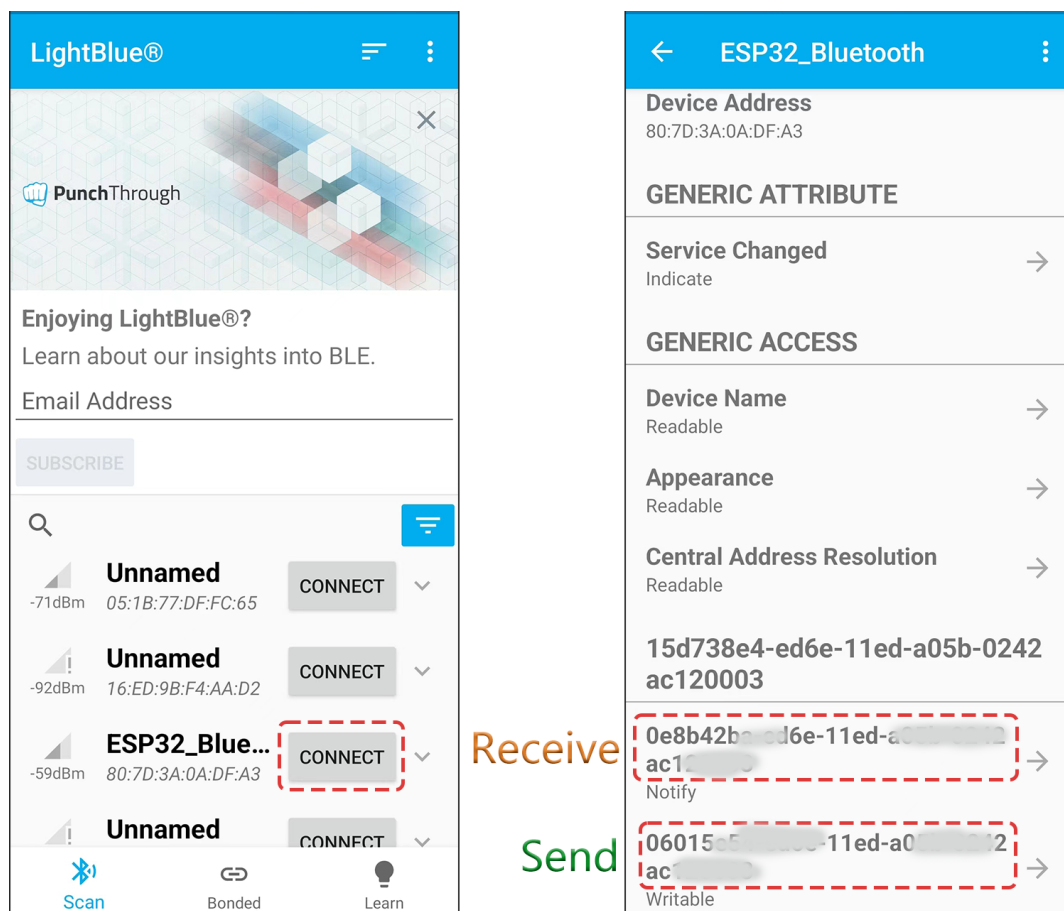 LightBlue®
PunchThrough
Enjoying LightBlue®?
Learn about our insights into BLE.
Email Address
SUBSCRIBE
Unnamed
-71dBm
05:1B:77:DF:FC:65
CONNECT
Unnamed
-92dBm
16:ED:9B:F4:AA:D2
CONNECT
ESP32_Blue...
-59dBm
80:7D:3A:0A:DF:A3
CONNECT
Unnamed
CONNECT
Scan
Bonded
Learn
Receive
Send
ESP32_Bluetooth
Device Address
80:7D:3A:0A:DF:A3
GENERIC ATTRIBUTE
Service Changed
Indicate
GENERIC ACCESS
Device Name
Readable
Appearance
Readable
Central Address Resolution
Readable
15d738e4-ed6e-11ed-a05b-0242
ac120003
Notify
Writable